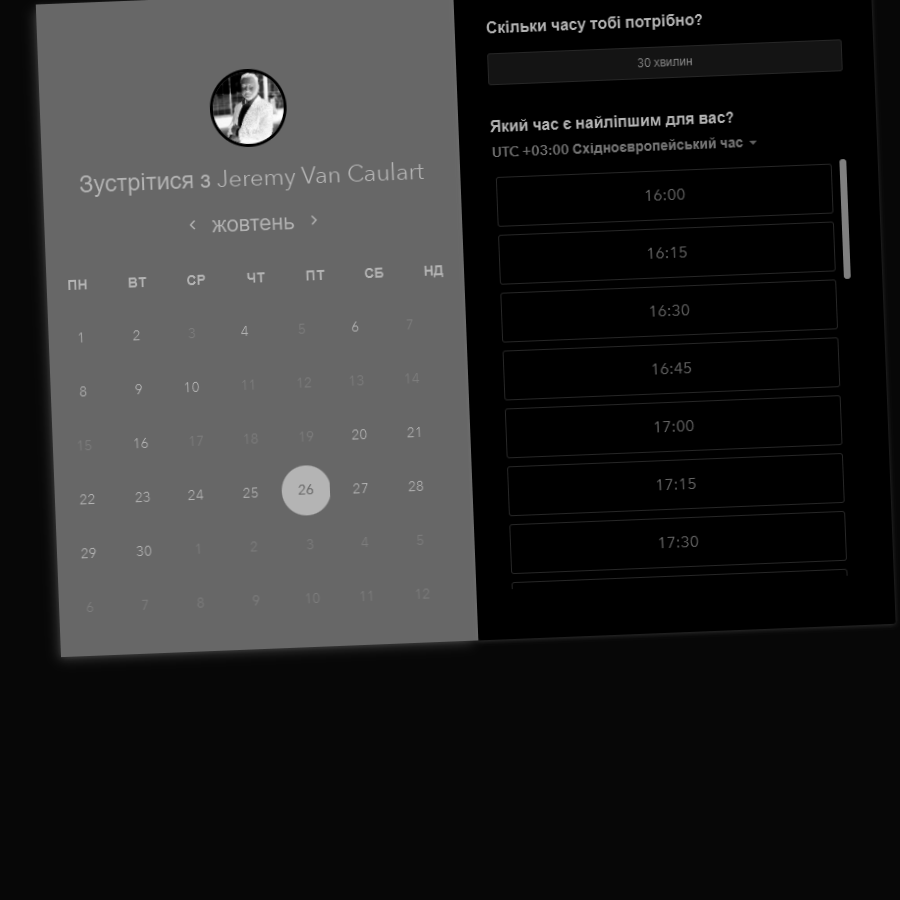 Зустрітися з Jeremy Van Caulart
жовтень
ПН ВТ СР ЧТ ПТ СБ НД
1 2 3 4 5 6 7
8 9 10 11 12 13 14
15 16 17 18 19 20 21
22 23 24 25 26 27 28
29 30 1 2 3 4 5
6 7 8 9 10 11 12
Скільки часу тобі потрібно?
30 хвилин
Який час є найліпшим для вас?
UTC +03:00 Східноєвропейський час
16:00
16:15
16:30
16:45
17:00
17:15
17:30